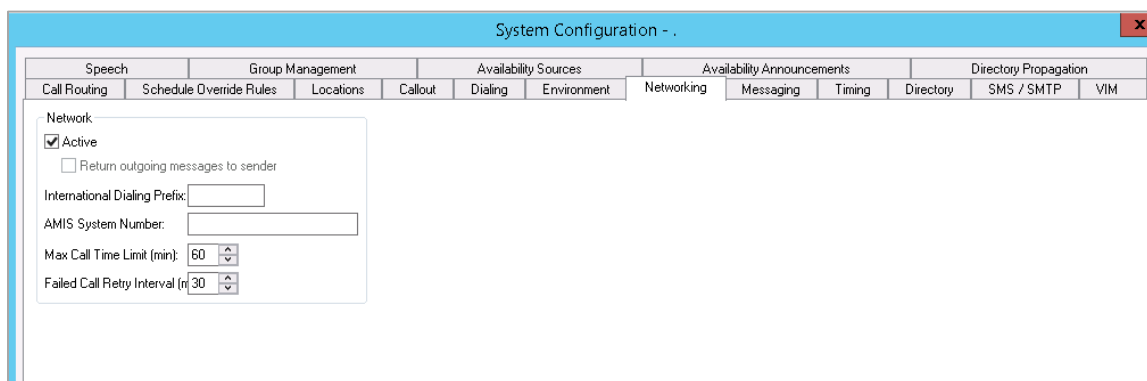 System Configuration - .
x
Speech Group Management Availability Sources Availability Announcements Directory Propagation
Call Routing Schedule Override Rules Locations Callout Dialing Environment Networking Messaging Timing Directory SMS / SMTP VIM
Network
Active
Return outgoing messages to sender
International Dialing Prefix:
AMIS System Number:
Max Call Time Limit (min): 60
Failed Call Retry Interval (m 30